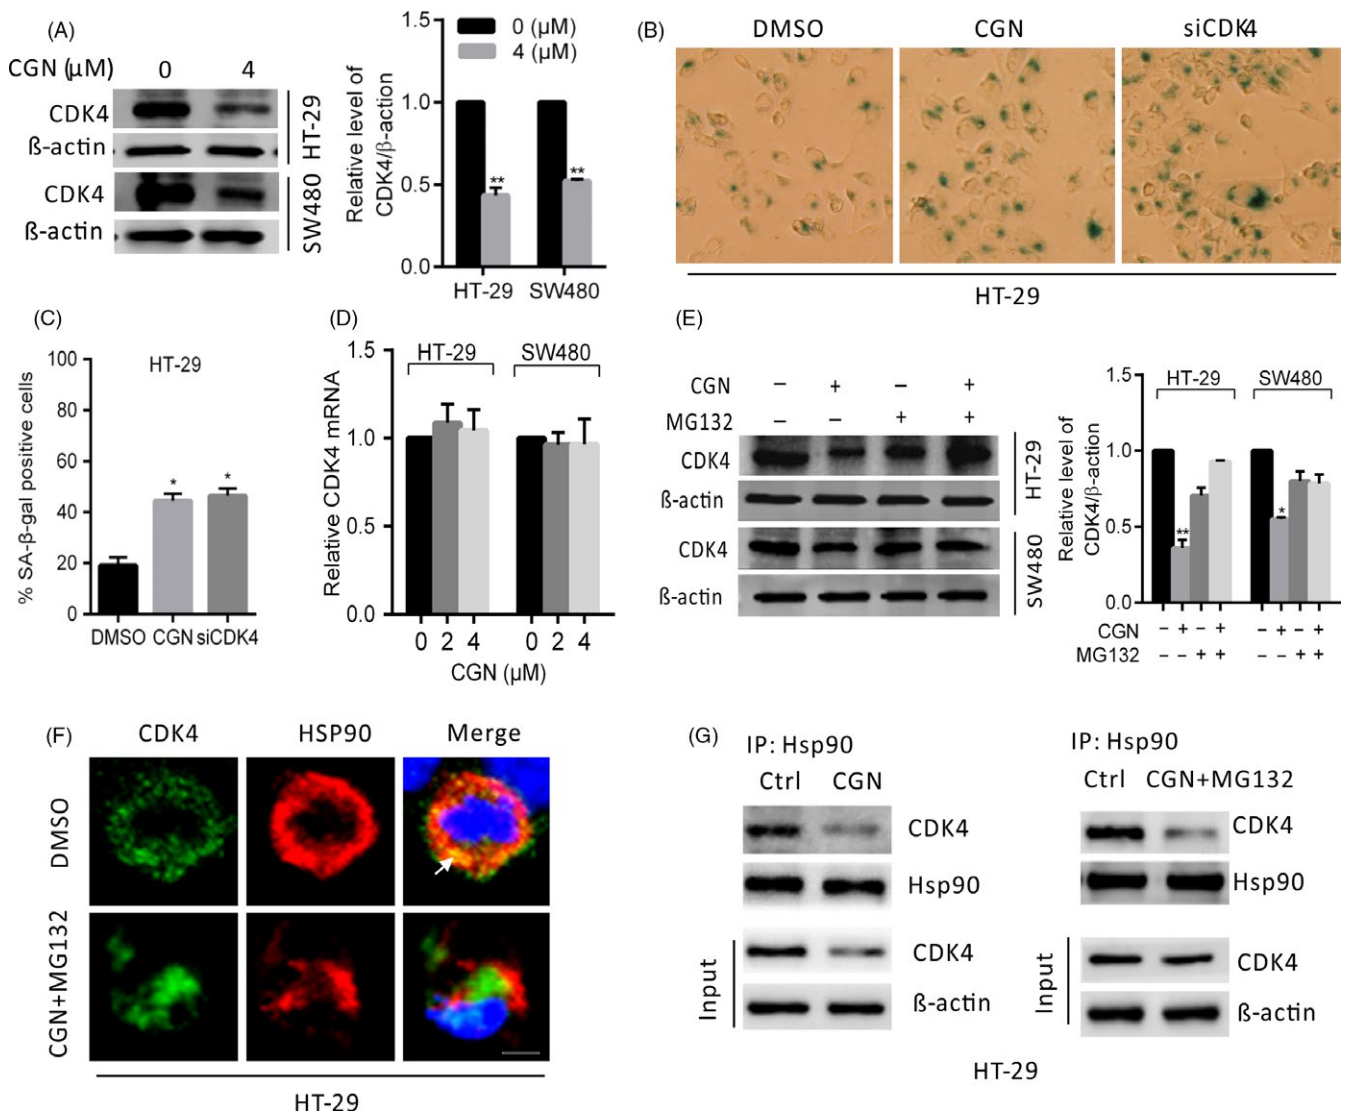 (A)
CGN (µM) 0 4
CDK4
ß-actin
HT-29
CDK4
ß-actin
SW480
Relative level of
CDK4/β-action
0 (µM)
4 (µM)
1.5
1.0
0.5
0.0
** **
HT-29 SW480
(B)
DMSO CGN siCDK4
HT-29
(C)
HT-29
% SA-β-gal positive cells
100
80
60
40
20
0
* *
DMSO CGN siCDK4
(D)
HT-29 SW480
Relative CDK4 mRNA
1.5
1.0
0.5
0.0
0 2 4 0 2 4
CGN (µM)
(E)
CGN – + – +
MG132 – – + +
CDK4
ß-actin
HT-29
CDK4
ß-actin
SW480
Relative level of
CDK4/β-action
HT-29 SW480
1.5
1.0
0.5
0.0
** *
CGN – + – + – + – +
MG132 – – + + – – + +
(F)
CDK4 HSP90 Merge
DMSO
CGN+MG132
HT-29
(G)
IP: Hsp90
Ctrl CGN
CDK4
Hsp90
Input
CDK4
ß-actin
IP: Hsp90
Ctrl CGN+MG132
CDK4
Hsp90
Input
CDK4
ß-actin
HT-29